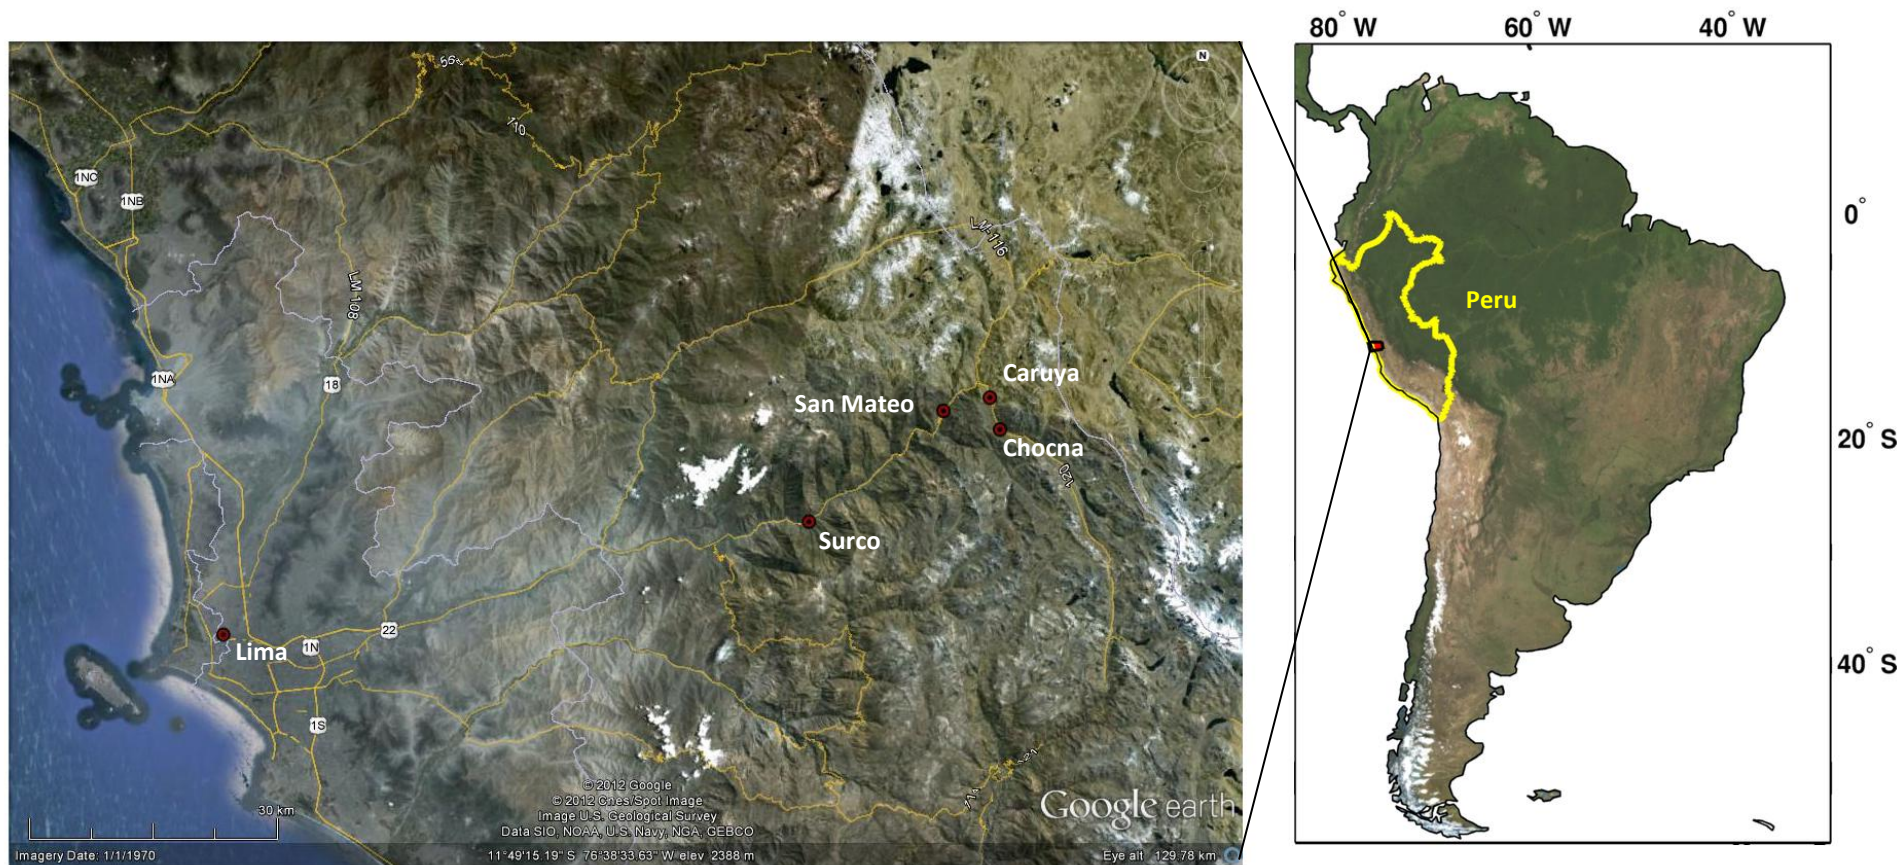 80° W
60° W
40° W
N
110
1NC
1NB
LM-116
LM 108
0°
Peru
1NA
18
Caruya
San Mateo
Chocna
20° S
120
Surco
22
Lima
1N
40° S
1S
© 2012 Google
© 2012 Cnes/Spot Image
Image U.S. Geological Survey
Data SIO, NOAA, U.S. Navy, NGA, GEBCO
30 km
Google earth
Imagery Date: 1/1/1970
11°49'15.19" S 76°38'33.63" W elev 2388 m
Eye alt 129.78 km